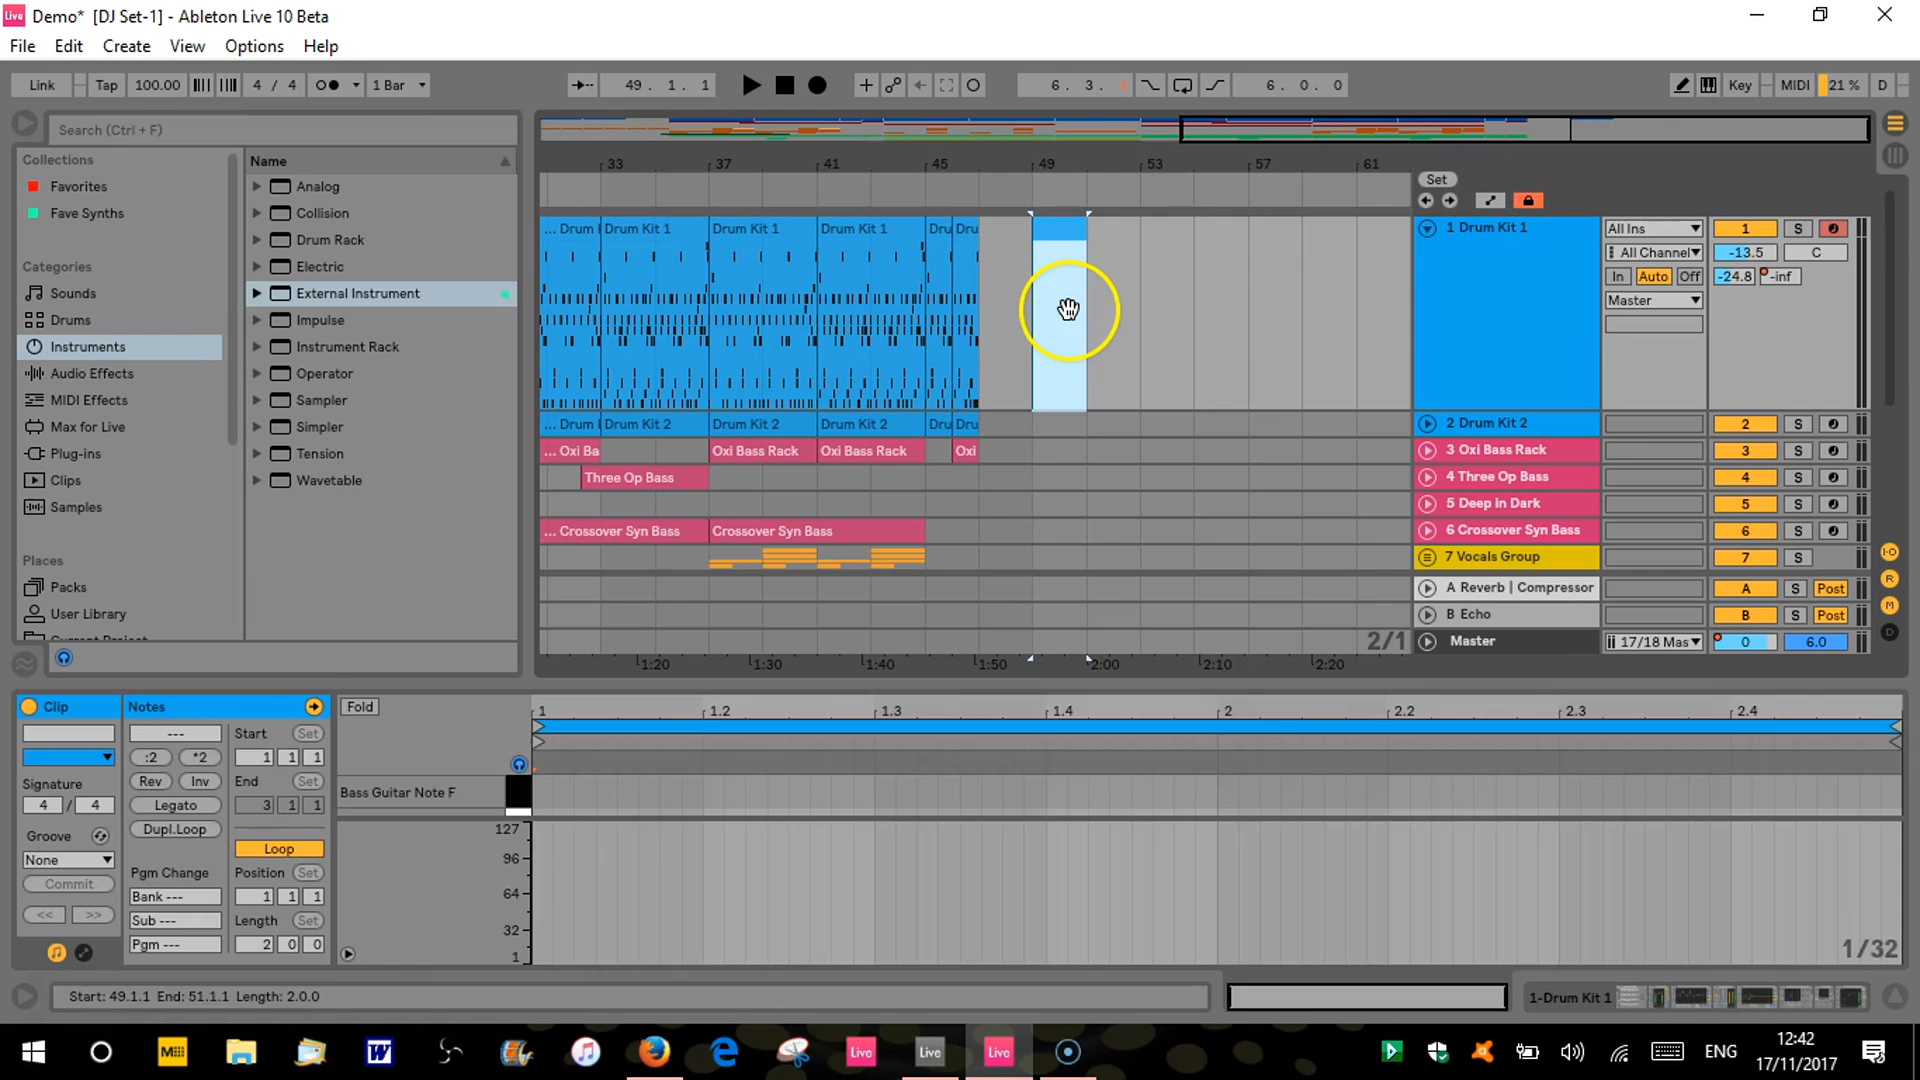 Live Demo* [DJ Set-1] - Ableton Live 10 Beta
File Edit Create View Options Help
Link Tap 100.00 4 / 4 1 Bar 49 . 1 . 1 6 . 3 . 6 . 0 . 0 Key MIDI 21 % D
Search (Ctrl + F)
Collections
Favorites
Fave Synths
Categories
Sounds
Drums
Instruments
Audio Effects
MIDI Effects
Max for Live
Plug-ins
Clips
Samples
Places
Packs
User Library
Name
Analog
Collision
Drum Rack
Electric
External Instrument
Impulse
Instrument Rack
Operator
Sampler
Simpler
Tension
Wavetable
33 37 41 45 49 53 57 61
Set
... Drum Drum Kit 1 Drum Kit 1 Drum Kit 1 Dru Dru
... Drum Drum Kit 2 Drum Kit 2 Drum Kit 2 Dru Dru
... Oxi Ba Oxi Bass Rack Oxi Bass Rack Oxi
Three Op Bass
... Crossover Syn Bass Crossover Syn Bass
2/1
1:20 1:30 1:40 1:50 2:00 2:10 2:20
1 Drum Kit 1 All Ins 1 S
All Channel -13.5 C
In Auto Off -24.8 -inf
Master
2 Drum Kit 2 2 S
3 Oxi Bass Rack 3 S
4 Three Op Bass 4 S
5 Deep in Dark 5 S
6 Crossover Syn Bass 6 S
7 Vocals Group 7 S
A Reverb | Compressor A S Post
B Echo B S Post
Master 17/18 Mas 0 6.0
Clip
Signature
4 / 4
Groove
None
Commit
<< >>
Notes
---
:2 *2
Rev Inv
Legato
Dupl.Loop
Pgm Change
Bank ---
Sub ---
Pgm ---
Start Set
1 1 1
End Set
3 1 1
Loop
Position Set
1 1 1
Length Set
2 0 0
Fold
1 1.2 1.3 1.4 2 2.2 2.3 2.4
Bass Guitar Note F
127
96
64
32
1
1/32
Start: 49.1.1 End: 51.1.1 Length: 2.0.0
1-Drum Kit 1
Live Live Live
ENG
12:42
17/11/2017